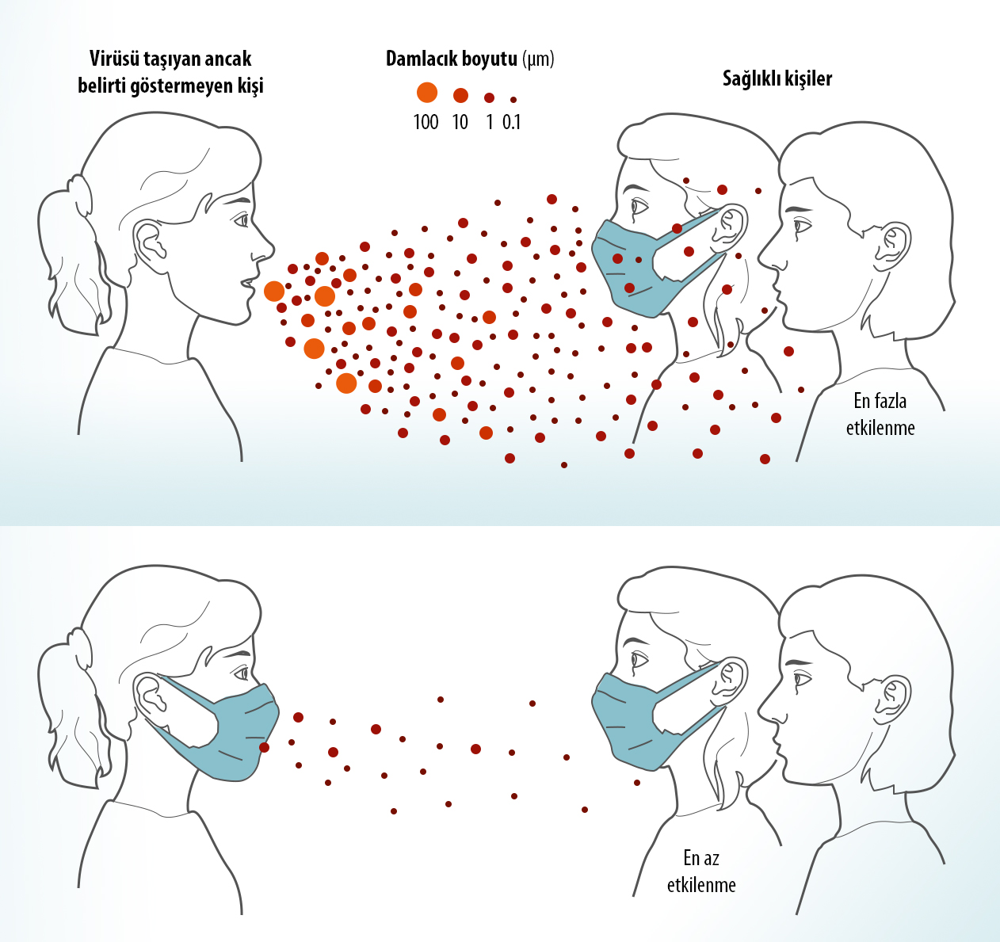 Virüsü taşıyan ancak
belirti göstermeyen kişi
Damlacık boyutu (µm)
100 10 1 0.1
Sağlıklı kişiler
En fazla
etkilenme
En az
etkilenme